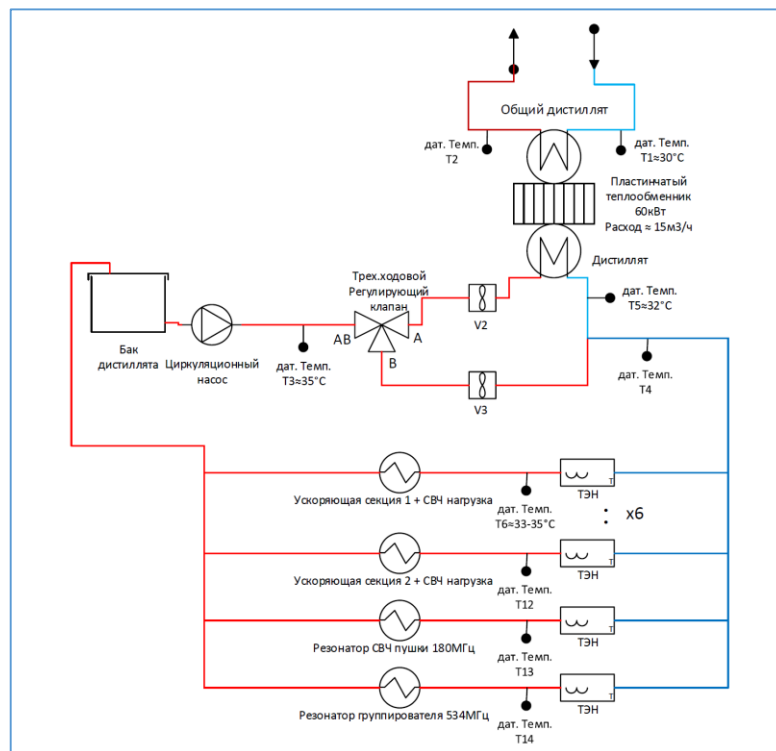 Общий дистиллят
дат. Темп.
T2
дат. Темп.
T1≈30°C
Пластинчатый
теплообменник
60кВт
Расход ≈ 15м3/ч
Дистиллят
Трех.ходовой
Регулирующий
клапан
V2
дат. Темп.
T5≈32°C
AB
A
B
Бак
дистиллята
Циркуляционный
насос
дат. Темп.
T3≈35°C
V3
дат. Темп.
T4
Ускоряющая секция 1 + СВЧ нагрузка
дат. Темп.
T6≈33-35°C
T
ТЭН
x6
Ускоряющая секция 2 + СВЧ нагрузка
дат. Темп.
T12
T
ТЭН
Резонатор СВЧ пушки 180МГц
дат. Темп.
T13
T
ТЭН
Резонатор группирователя 534МГц
дат. Темп.
T14
T
ТЭН